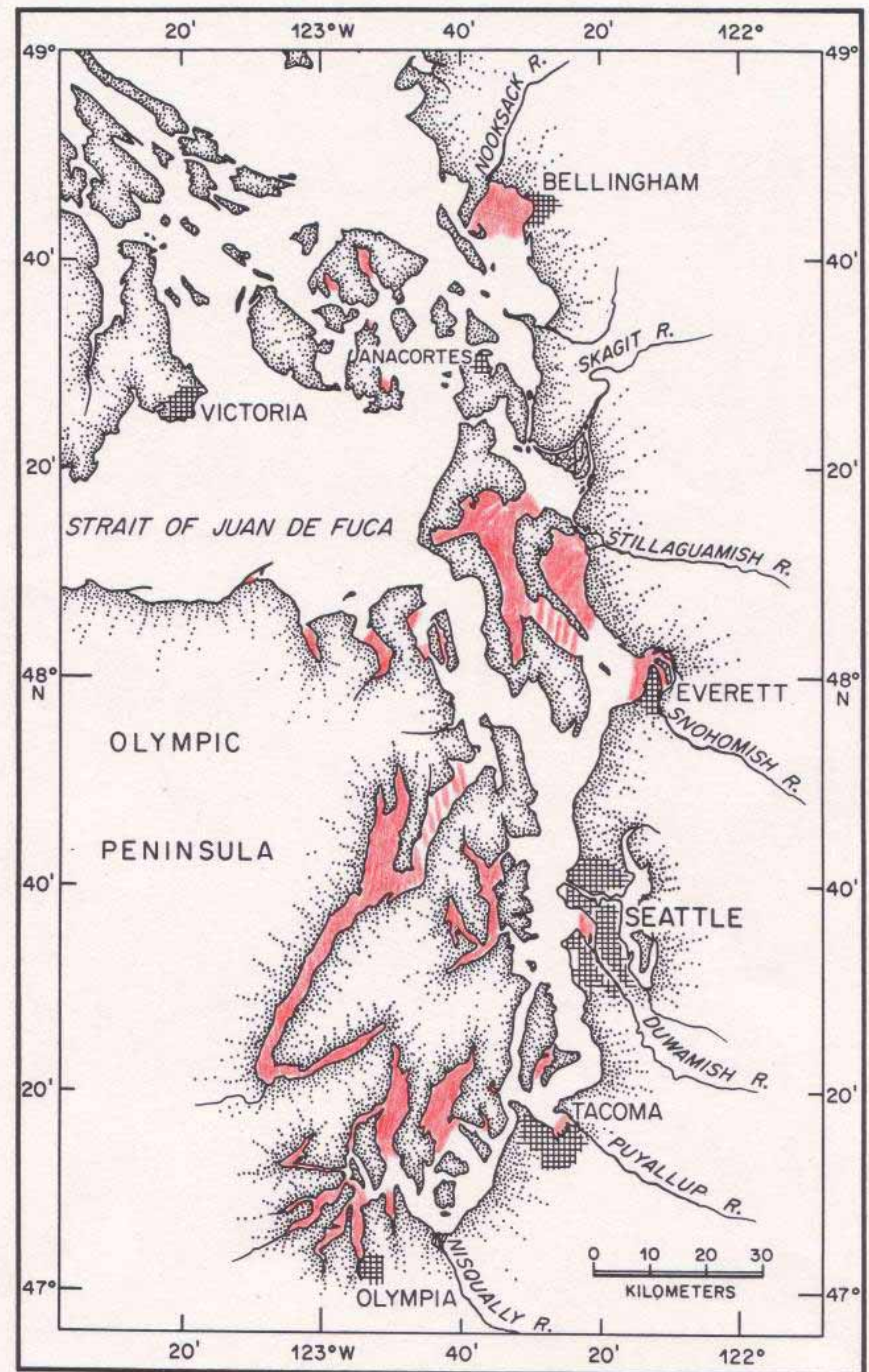 20' 123° W 40' 20' 122°
49° 49°
NOOKSACK R.
BELLINGHAM
40' 40'
SKAGIT R.
ANACORTES
VICTORIA
20' 20'
STRAIT OF JUAN DE FUCA
STILLAGUAMISH R.
48° 48°
N N
EVERETT
SNOHOMISH R.
OLYMPIC
PENINSULA
40' 40'
SEATTLE
DUWAMISH R.
20' 20'
TACOMA
PUYALLUP R.
0 10 20 30
KILOMETERS
47° 47°
OLYMPIA
NISQUALLY R.
20' 123° 40' 20' 122°